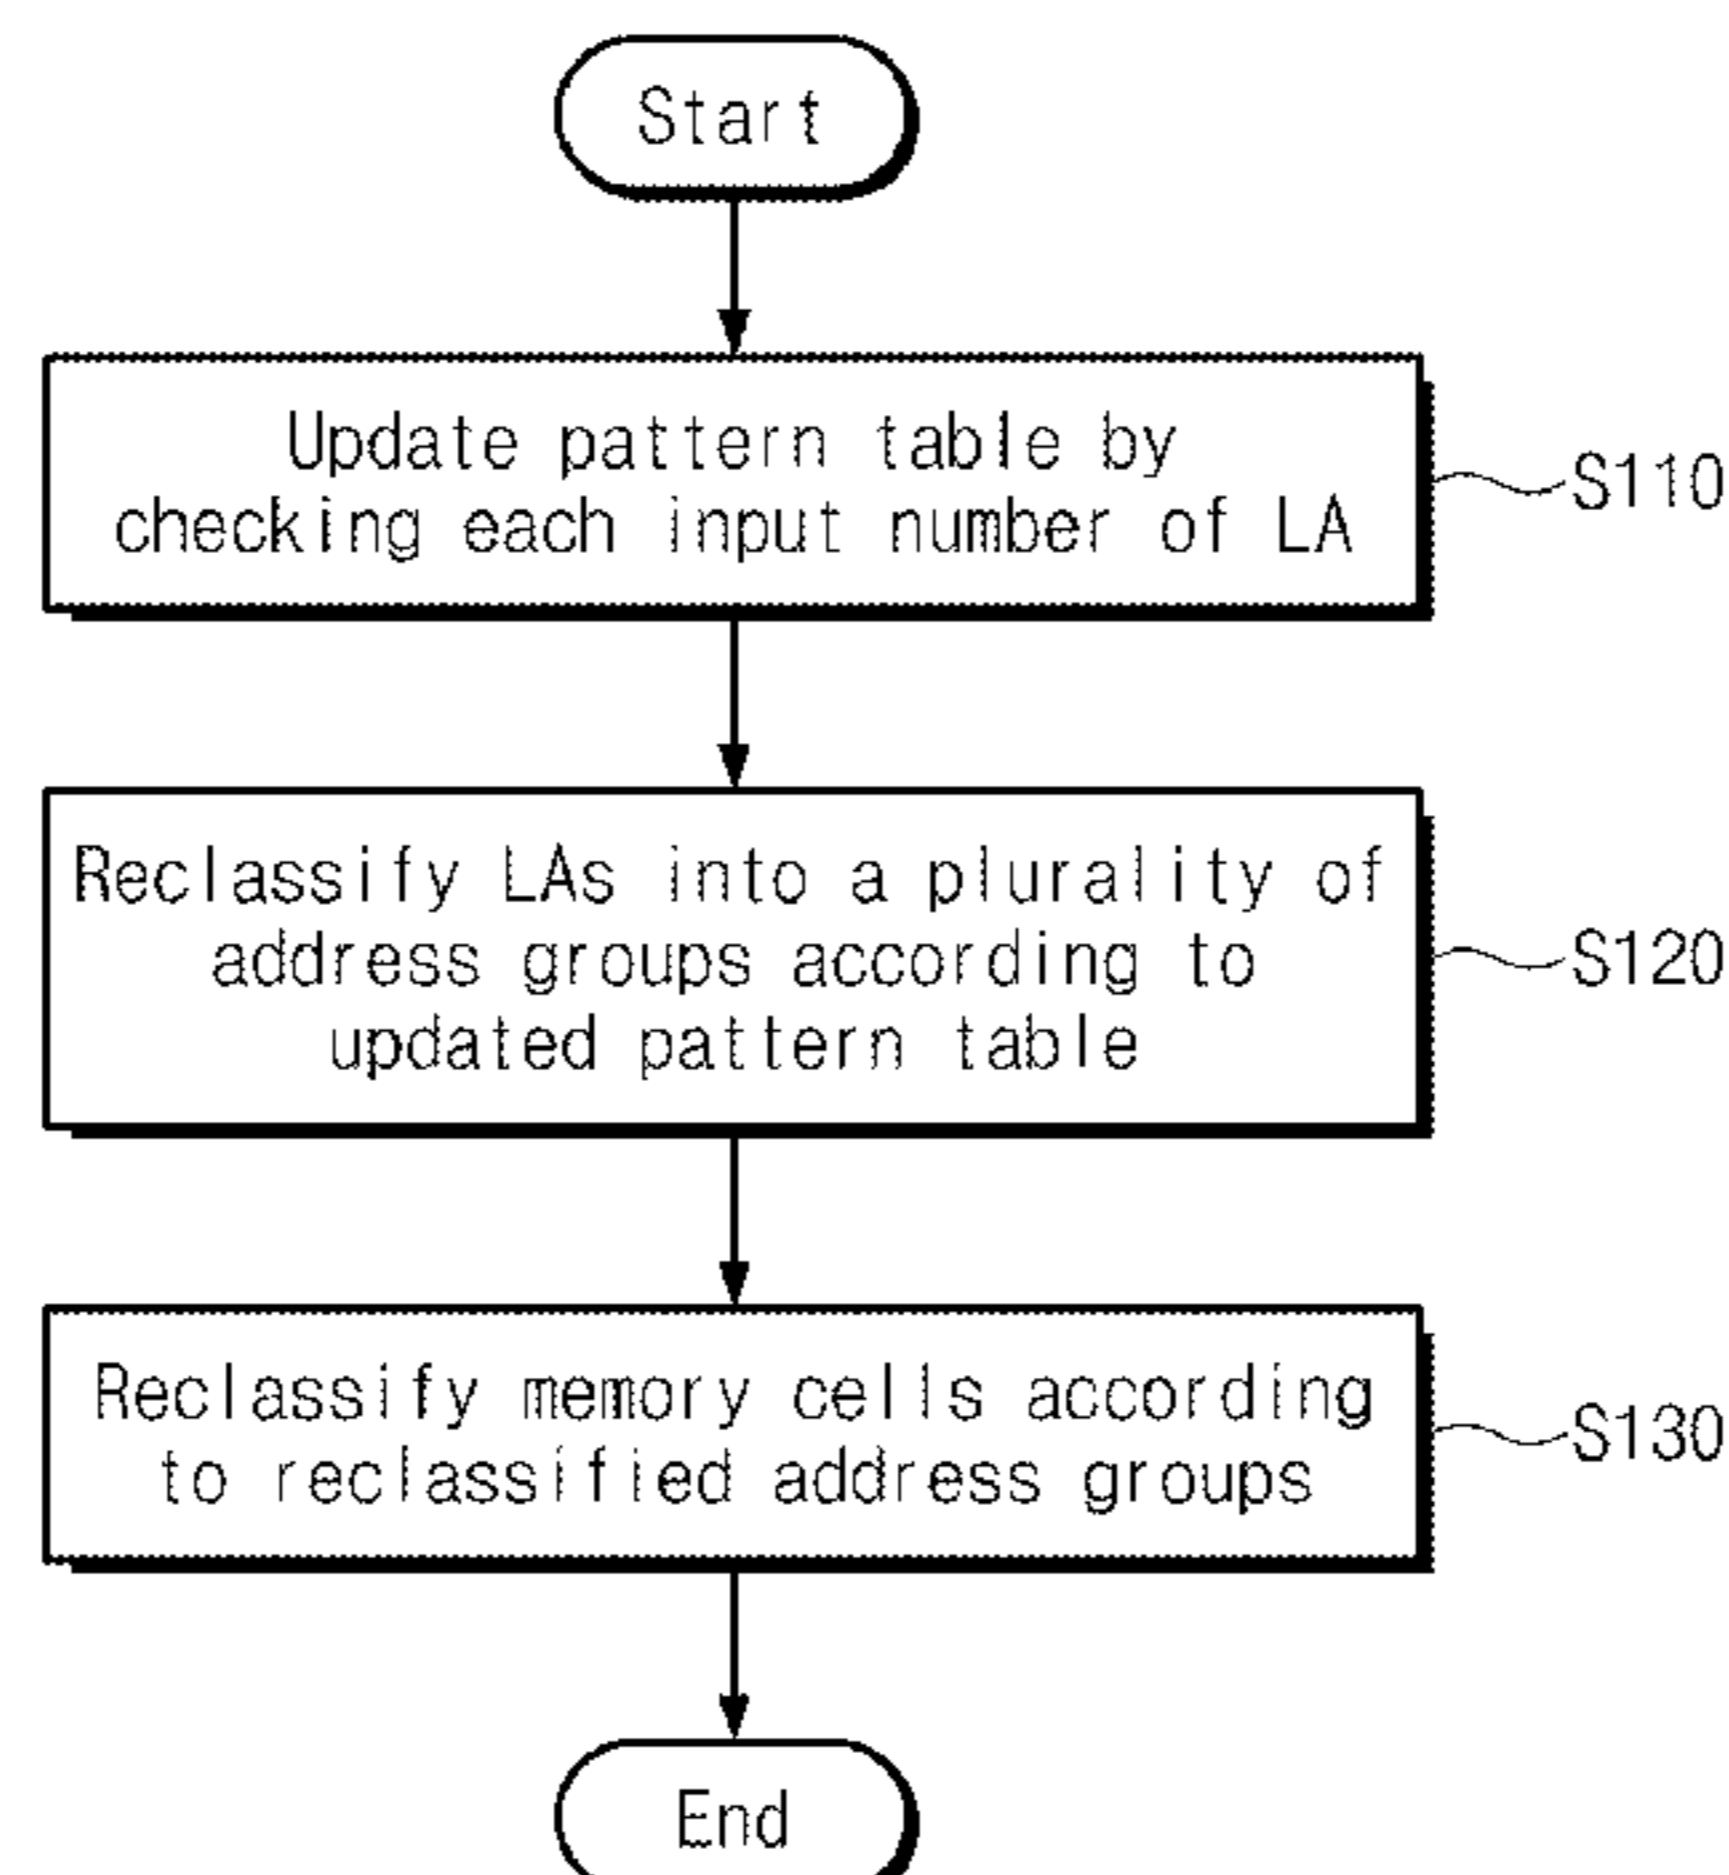 Start
Update pattern table by
checking each input number of LA
S110
Reclassify LAs into a plurality of
address groups according to
updated pattern table
S120
Reclassify memory cells according
to reclassified address groups
S130
End